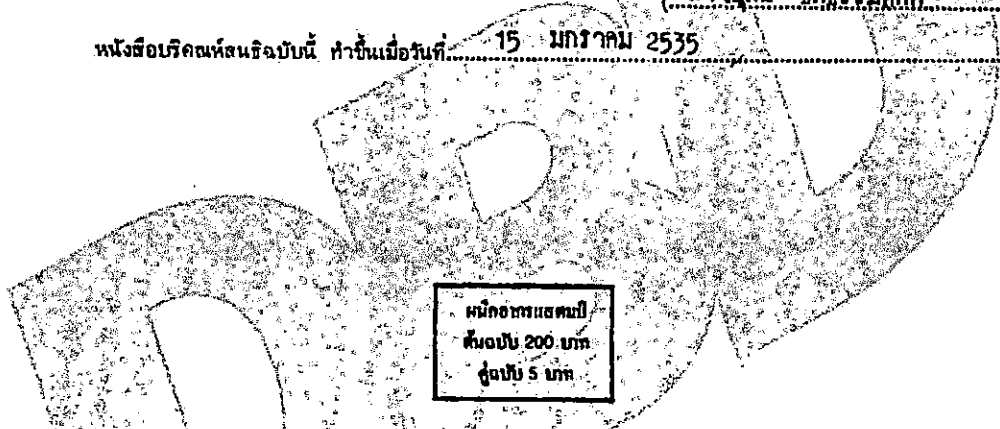 หนังสือบริคณห์สนธิฉบับนี้ ทำขึ้นเมื่อวันที่ 15 มกราคม 2535
ผนึกอากรแสตมป์
ต้นฉบับ 200 บาท
คู่ฉบับ 5 บาท